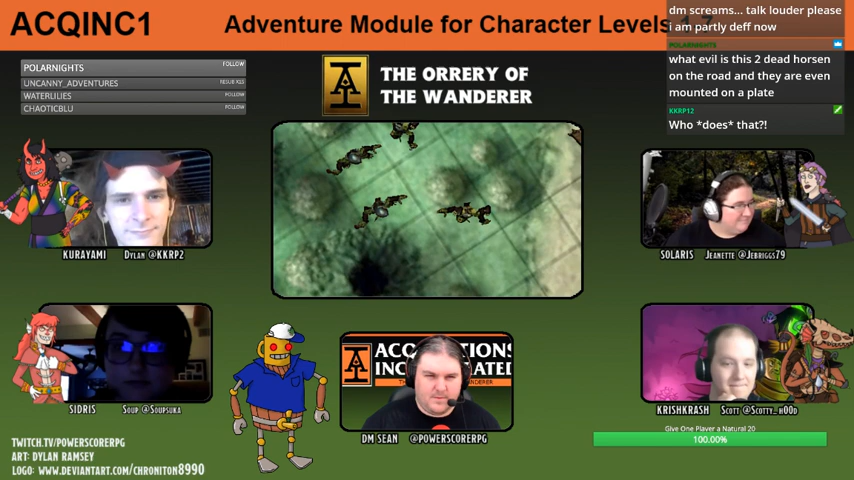 ACQINC1
Adventure Module for Character Levels 1-7
dm screams... talk louder please
i am partly deff now
POLARNIGHTS
what evil is this 2 dead horsen
on the road and they are even
mounted on a plate
KKRP12
Who *does* that?!
POLARNIGHTS FOLLOW
UNCANNY_ADVENTURES RESUB X11
WATERLILIES FOLLOW
CHAOTICBLU FOLLOW
THE ORRERY OF
THE WANDERER
KURAYAMI DYLAN @KKRP2
SOLARIS JEANETTE @JEBRIGGS79
SIDRIS SOUP @SOUPSUKA
DM SEAN @POWERSCORERPG
KRISHKRASH SCOTT @SCOTTY_H00D
Give One Player a Natural 20
100.00%
TWITCH.TV/POWERSCORERPG
ART: DYLAN RAMSEY
LOGO: WWW.DEVIANTART.COM/CHRONITON8990